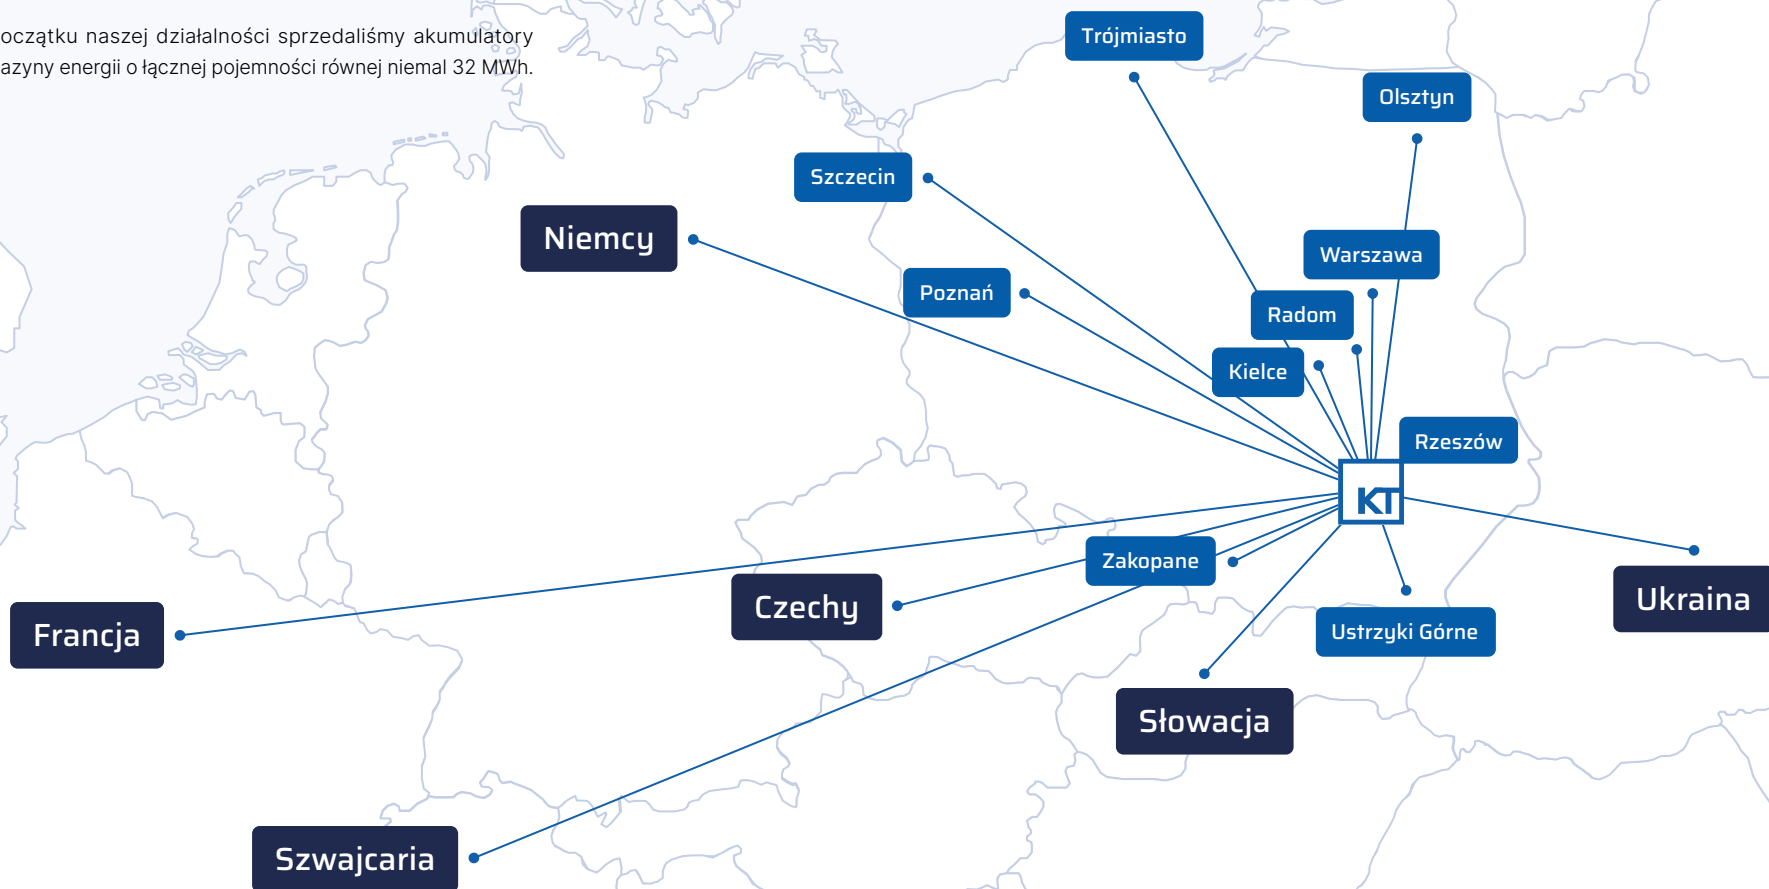 oczątku naszej działalności sprzedaliśmy akumulatory
azyny energii o łącznej pojemności równej niemal 32 MWh.
Trójmiasto
Olsztyn
Szczecin
Niemcy
Warszawa
Poznań
Radom
Kielce
Rzeszów
KT
Zakopane
Czechy
Ukraina
Francja
Ustrzyki Górne
Słowacja
Szwajcaria